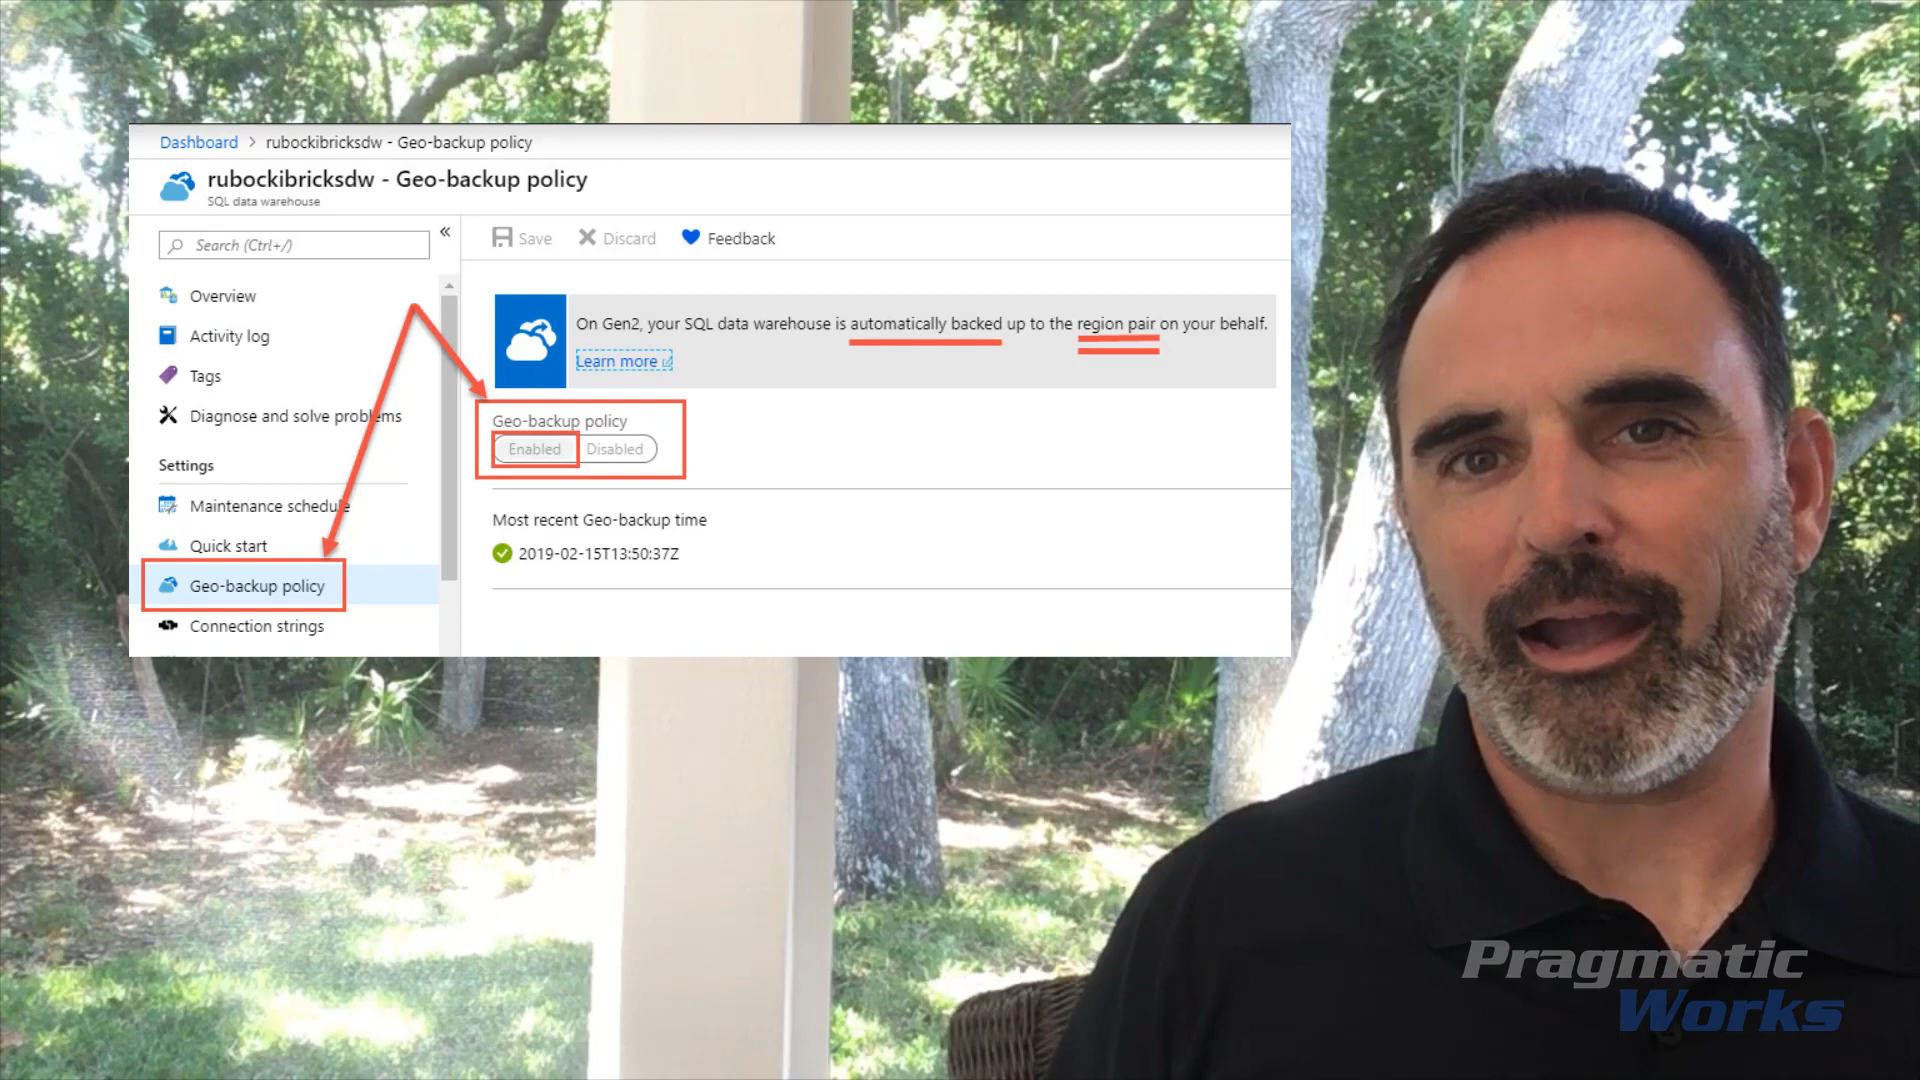 Dashboard > rubockibricksdw - Geo-backup policy
rubockibricksdw - Geo-backup policy
SQL data warehouse
Search (Ctrl+/)
«
Overview
Activity log
Tags
Diagnose and solve problems
Settings
Maintenance schedule
Quick start
Geo-backup policy
Connection strings
Save Discard Feedback
On Gen2, your SQL data warehouse is automatically backed up to the region pair on your behalf.
Learn more
Geo-backup policy
Enabled Disabled
Most recent Geo-backup time
2019-02-15T13:50:37Z
Pragmatic
Works